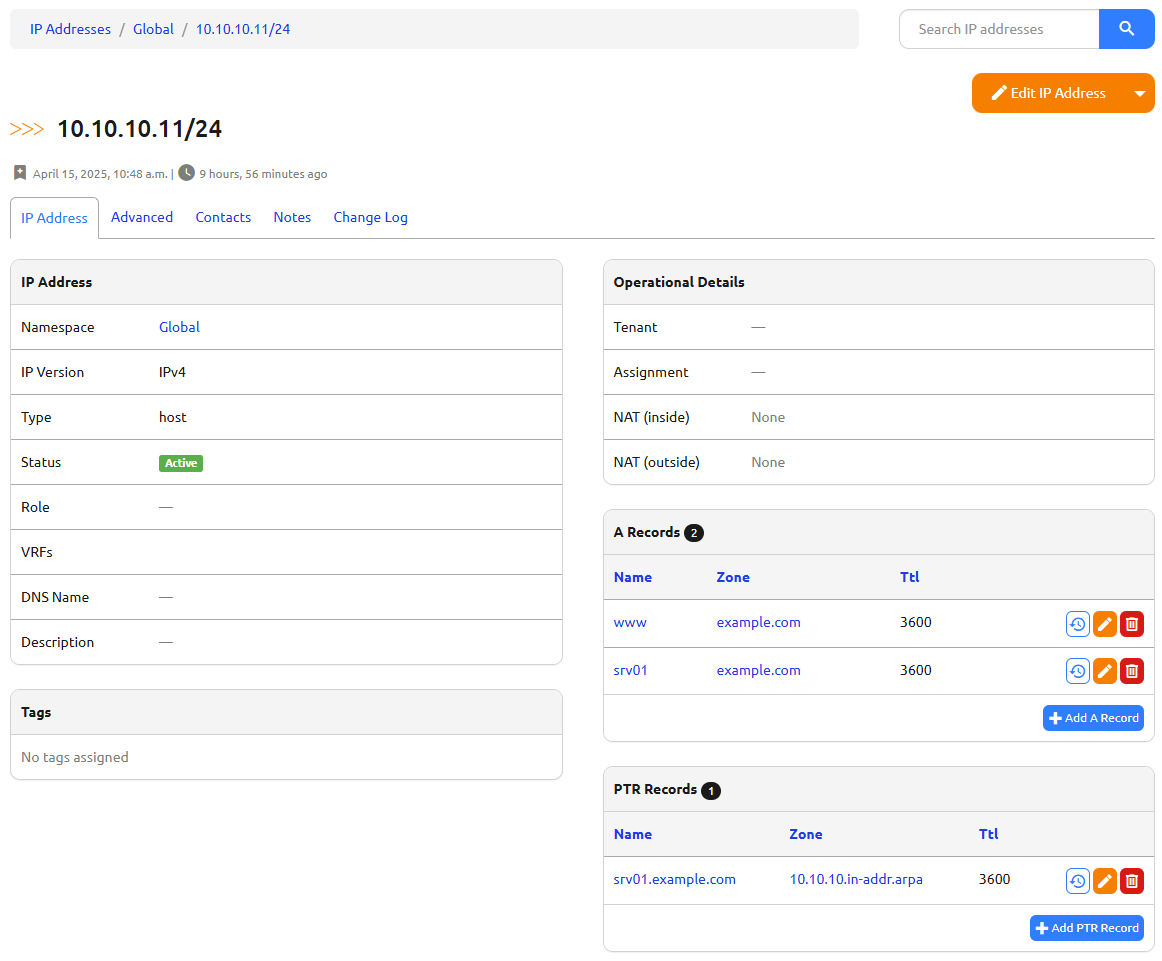 IP Addresses / Global / 10.10.10.11/24
Search IP addresses
Edit IP Address
>>> 10.10.10.11/24
April 15, 2025, 10:48 a.m. | 9 hours, 56 minutes ago
IP Address Advanced Contacts Notes Change Log
IP Address
Namespace Global
IP Version IPv4
Type host
Status Active
Role —
VRFs
DNS Name —
Description —
Tags
No tags assigned
Operational Details
Tenant —
Assignment —
NAT (inside) None
NAT (outside) None
A Records 2
Name Zone Ttl
www example.com 3600
srv01 example.com 3600
Add A Record
PTR Records 1
Name Zone Ttl
srv01.example.com 10.10.10.in-addr.arpa 3600
Add PTR Record